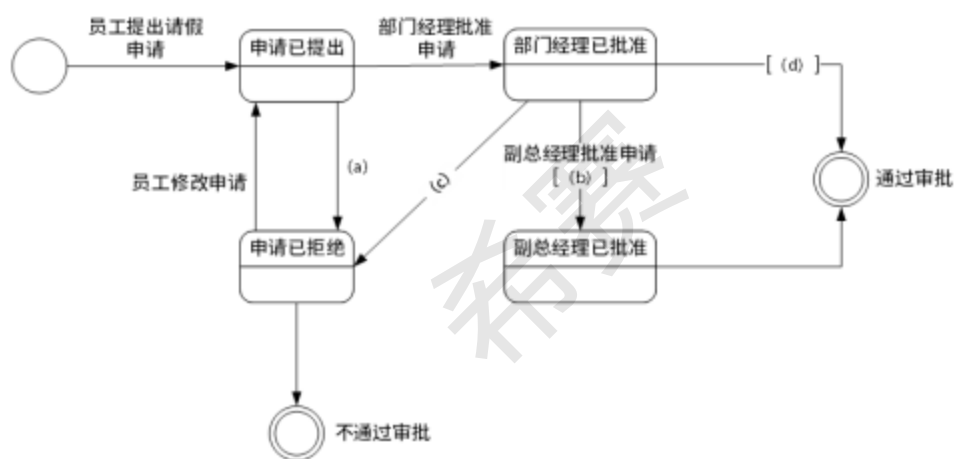 员工提出请假
申请
申请已提出
部门经理批准
申请
部门经理已批准
[ (d) ]
员工修改申请
(a)
(c)
副总经理批准申请
[ (b) ]
通过审批
申请已拒绝
副总经理已批准
不通过审批
希赛